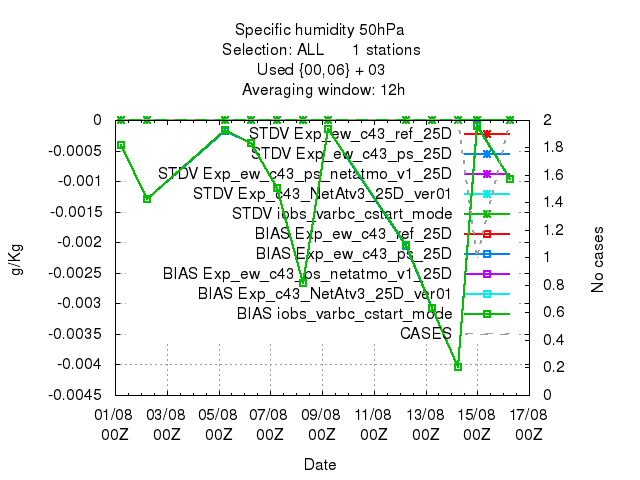 Specific humidity 50hPa
Selection: ALL 1 stations
Used {00,06} + 03
Averaging window: 12h
0
-0.0005
-0.001
-0.0015
-0.002
-0.0025
-0.003
-0.0035
-0.004
-0.0045
g/Kg
STDV Exp_ew_c43_ref_25D
STDV Exp_ew_c43_ps_25D
STDV Exp_ew_c43_ps_netatmo_v1_25D
STDV Exp_c43_NetAtv3_25D_ver01
STDV iobs_varbc_cstart_mode
BIAS Exp_ew_c43_ref_25D
BIAS Exp_ew_c43_ps_25D
BIAS Exp_ew_c43_ps_netatmo_v1_25D
BIAS Exp_c43_NetAtv3_25D_ver01
BIAS iobs_varbc_cstart_mode
CASES
2
1.8
1.6
1.4
1.2
1
0.8
0.6
0.4
0.2
0
No cases
01/08 03/08 05/08 07/08 09/08 11/08 13/08 15/08 17/08
00Z 00Z 00Z 00Z 00Z 00Z 00Z 00Z 00Z
Date